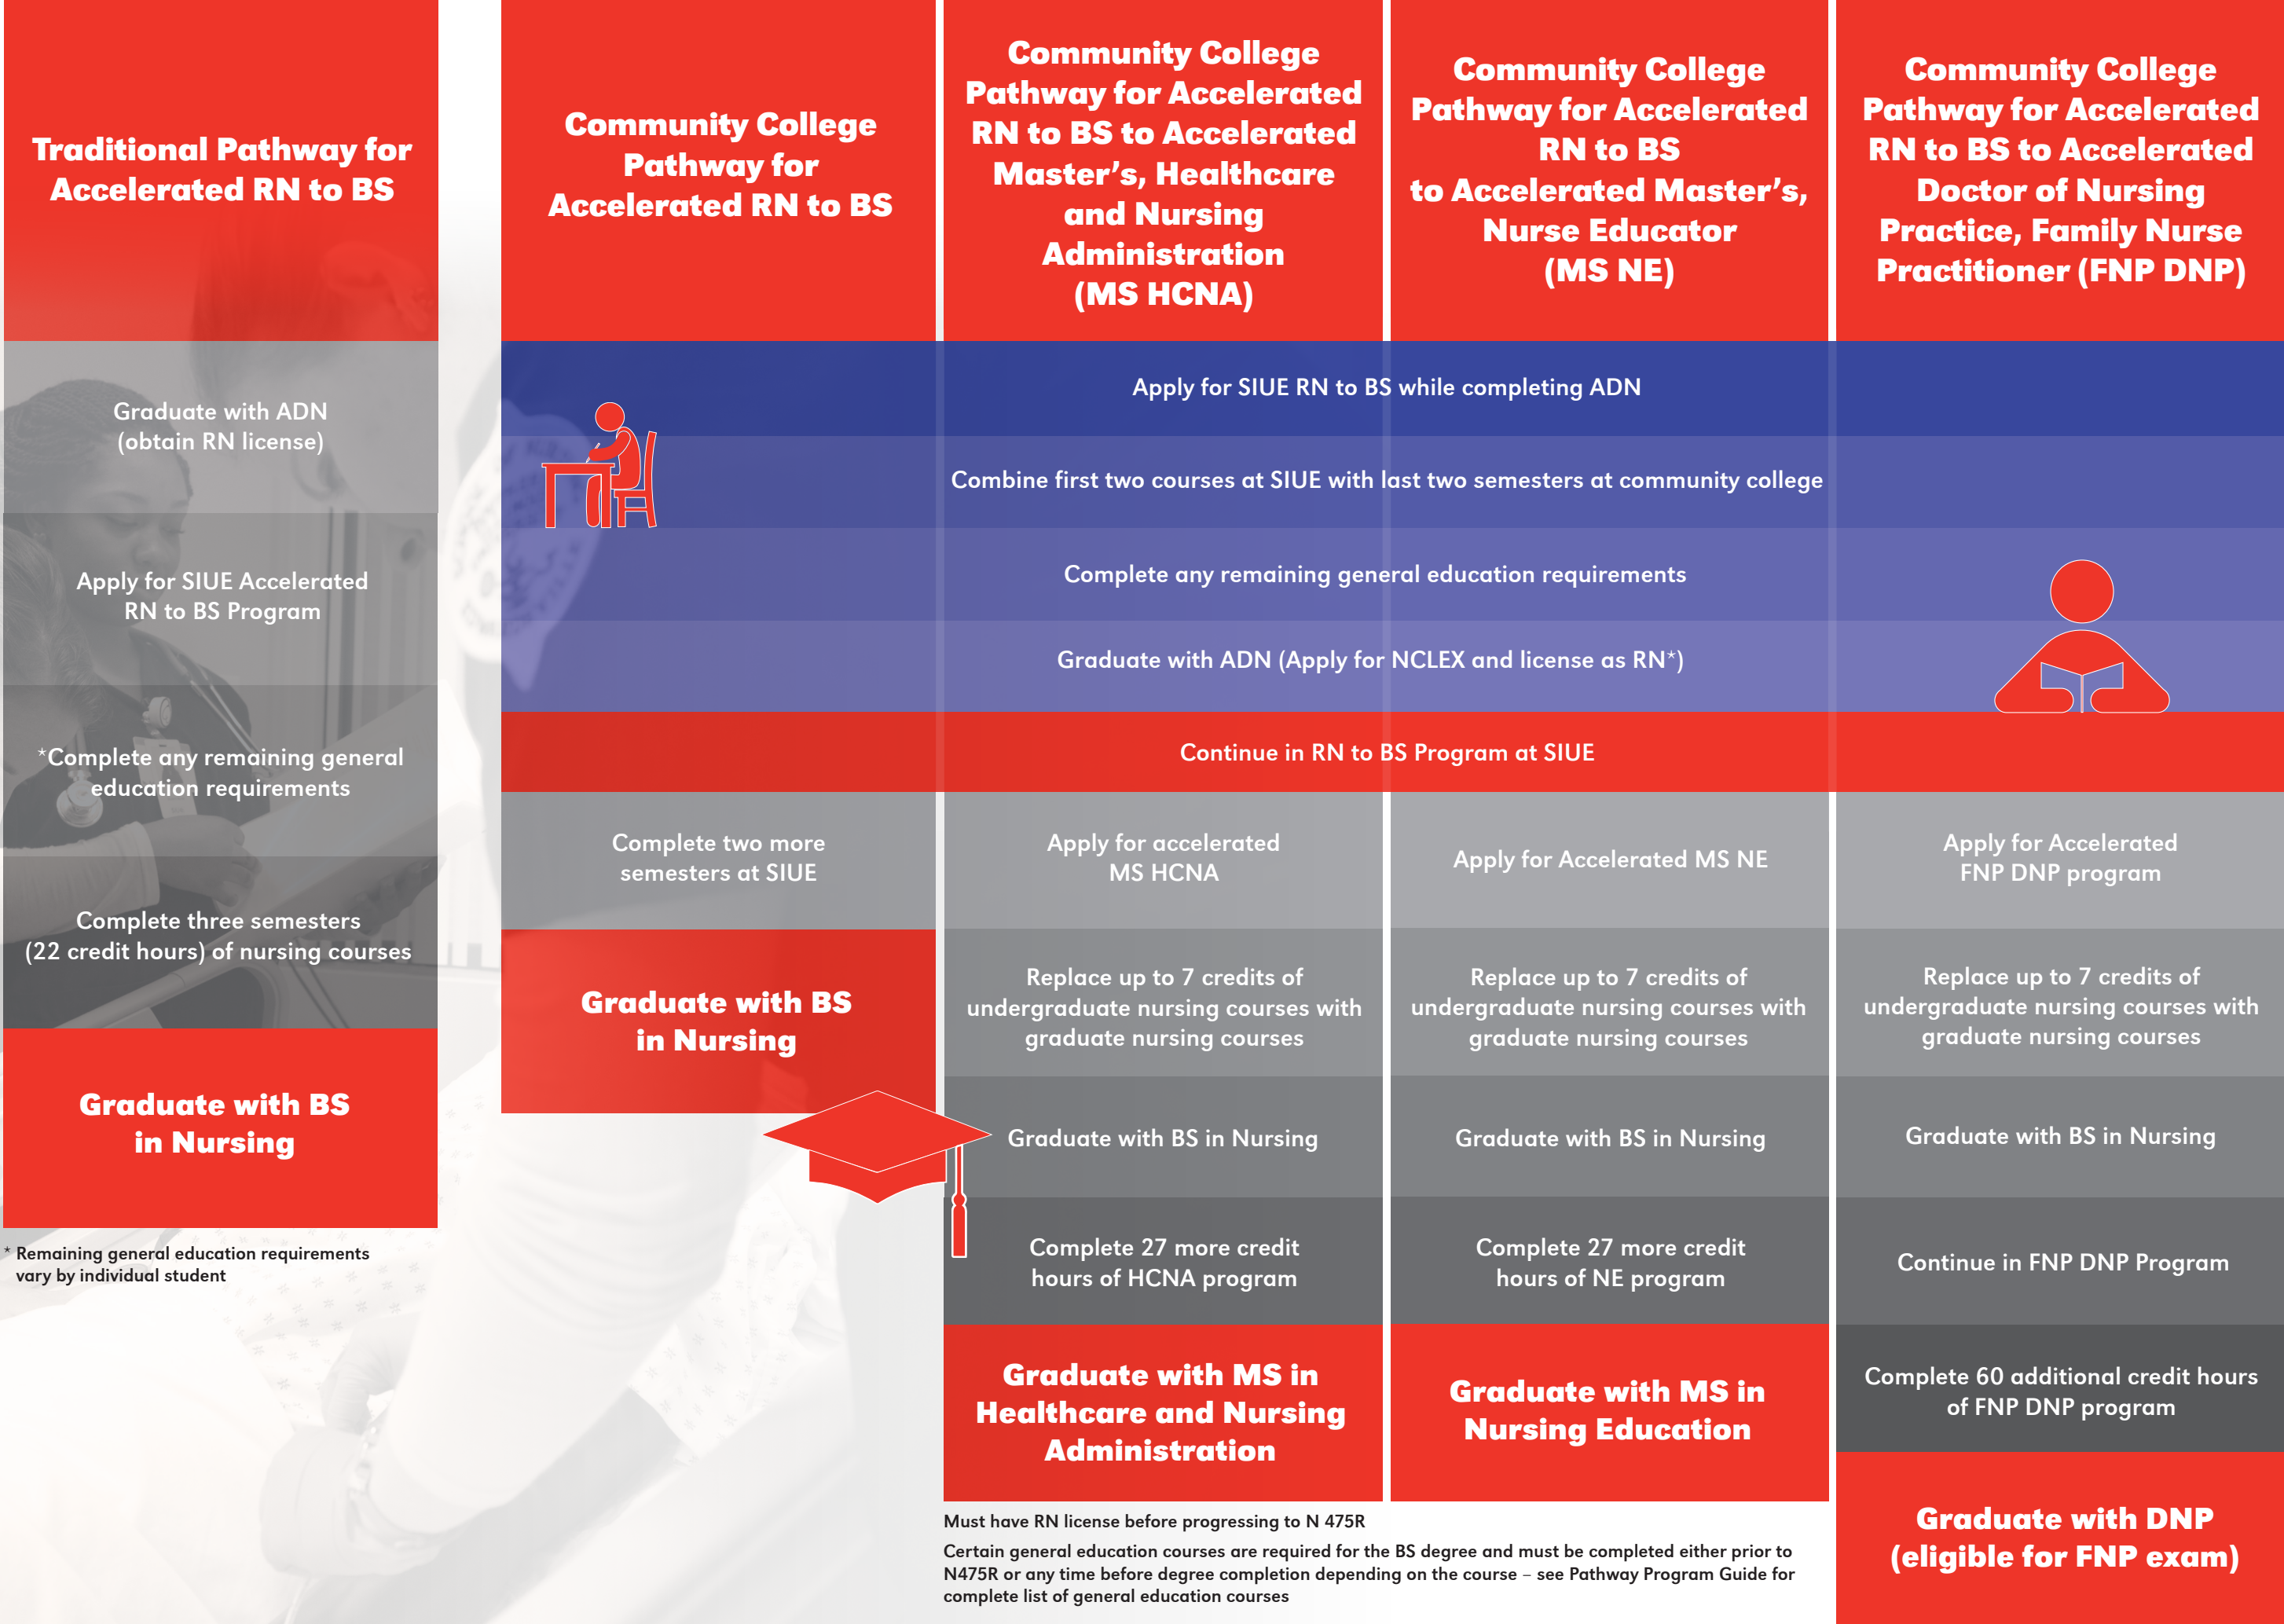 Traditional Pathway for
Accelerated RN to BS
Graduate with ADN
(obtain RN license)
Apply for SIUE Accelerated
RN to BS Program
*Complete any remaining general
education requirements
Complete three semesters
(22 credit hours) of nursing courses
Graduate with BS
in Nursing
* Remaining general education requirements
vary by individual student
Community College
Pathway for
Accelerated RN to BS
Community College
Pathway for Accelerated
RN to BS to Accelerated
Master’s, Healthcare
and Nursing
Administration
(MS HCNA)
Community College
Pathway for Accelerated
RN to BS
to Accelerated Master’s,
Nurse Educator
(MS NE)
Community College
Pathway for Accelerated
RN to BS to Accelerated
Doctor of Nursing
Practice, Family Nurse
Practitioner (FNP DNP)
Apply for SIUE RN to BS while completing ADN
Combine first two courses at SIUE with last two semesters at community college
Complete any remaining general education requirements
Graduate with ADN (Apply for NCLEX and license as RN*)
Continue in RN to BS Program at SIUE
Complete two more
semesters at SIUE
Graduate with BS
in Nursing
Apply for accelerated
MS HCNA
Replace up to 7 credits of
undergraduate nursing courses with
graduate nursing courses
Graduate with BS in Nursing
Complete 27 more credit
hours of HCNA program
Graduate with MS in
Healthcare and Nursing
Administration
Apply for Accelerated MS NE
Replace up to 7 credits of
undergraduate nursing courses with
graduate nursing courses
Graduate with BS in Nursing
Complete 27 more credit
hours of NE program
Graduate with MS in
Nursing Education
Apply for Accelerated
FNP DNP program
Replace up to 7 credits of
undergraduate nursing courses with
graduate nursing courses
Graduate with BS in Nursing
Continue in FNP DNP Program
Complete 60 additional credit hours
of FNP DNP program
Graduate with DNP
(eligible for FNP exam)
Must have RN license before progressing to N 475R
Certain general education courses are required for the BS degree and must be completed either prior to
N475R or any time before degree completion depending on the course – see Pathway Program Guide for
complete list of general education courses